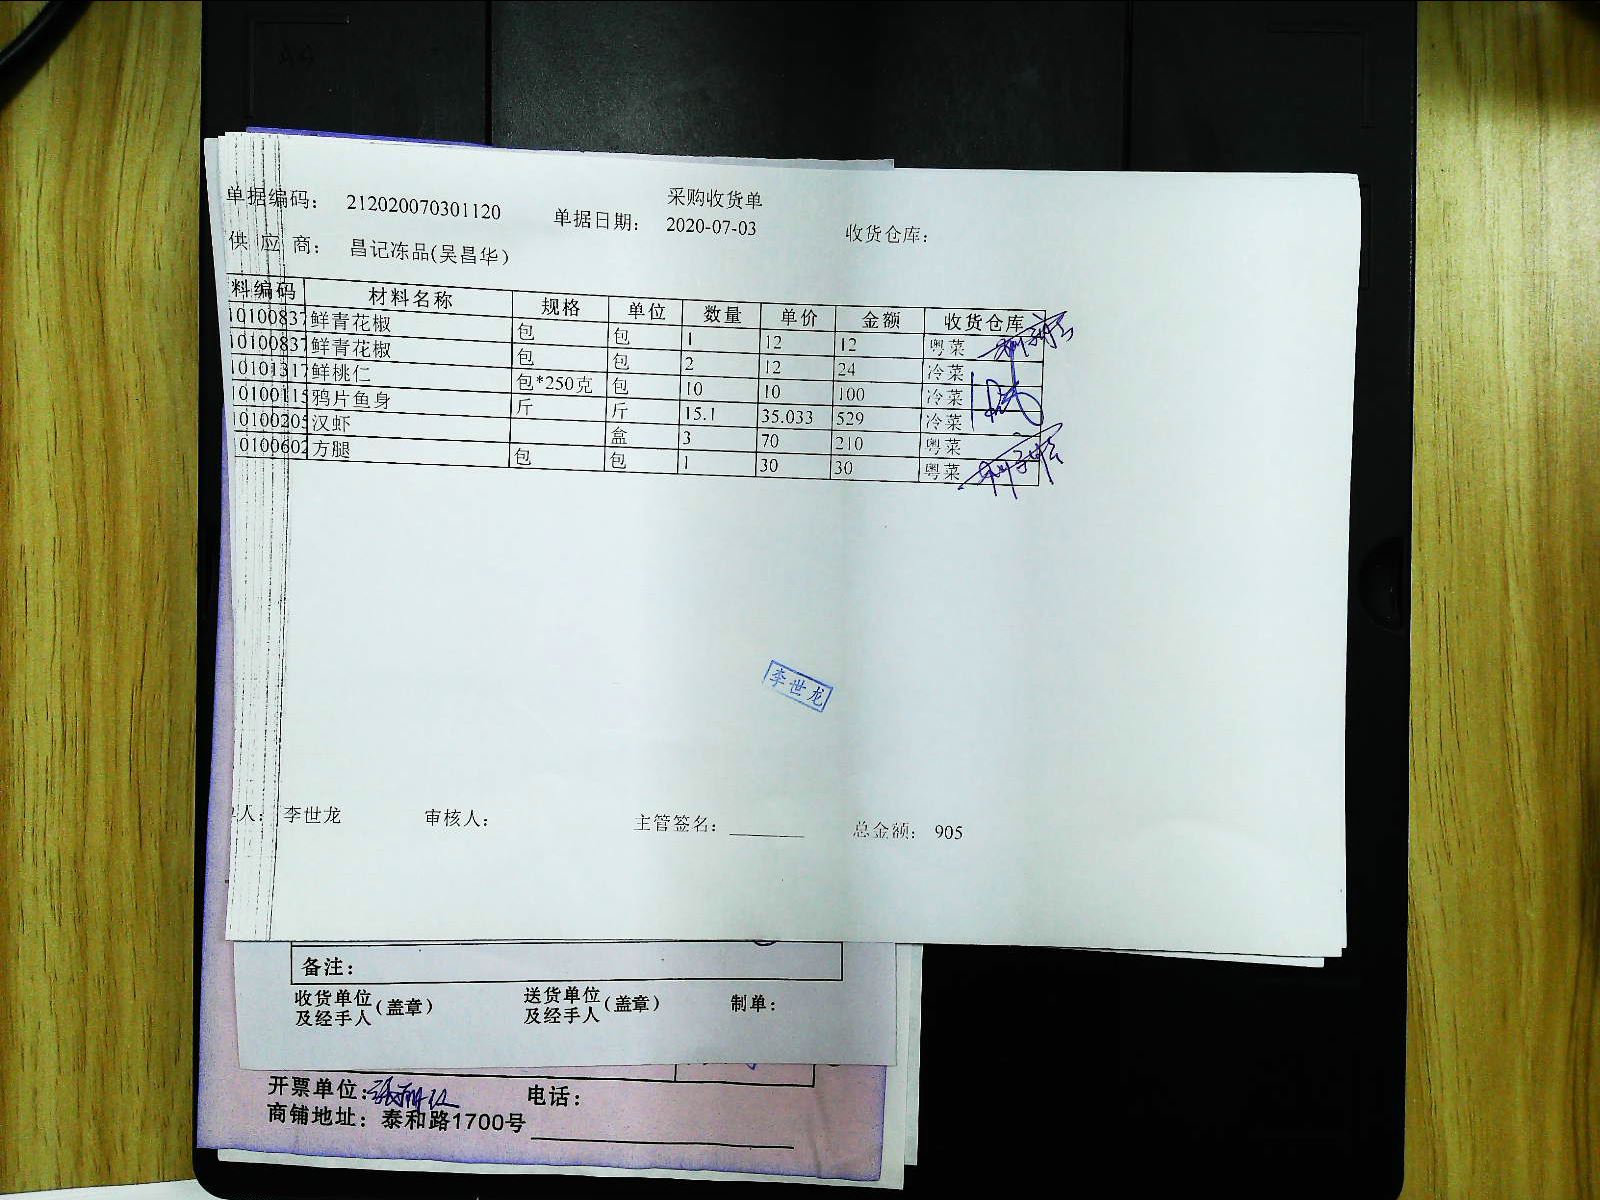 采购收货单
单据编码： 212020070301120 单据日期： 2020-07-03 收货仓库：
供 应 商： 昌记冻品(吴昌华)
料编码 材料名称 规格 单位 数量 单价 金额 收货仓库
10100837 鲜青花椒 包 包 1 12 12 粤菜
10100837 鲜青花椒 包 包 2 12 24 冷菜
10101317 鲜桃仁 包*250克 包 10 10 100 冷菜
10100115 鸦片鱼身 斤 斤 15.1 35.033 529 冷菜
10100205 汉虾 盒 3 70 210 粤菜
0100602 方腿 包 包 1 30 30 粤菜
李世龙
人： 李世龙 审核人： 主管签名： 总金额： 905
备注：
收货单位及经手人（盖章） 送货单位及经手人（盖章） 制单：
开票单位： 电话：
商铺地址：泰和路1700号